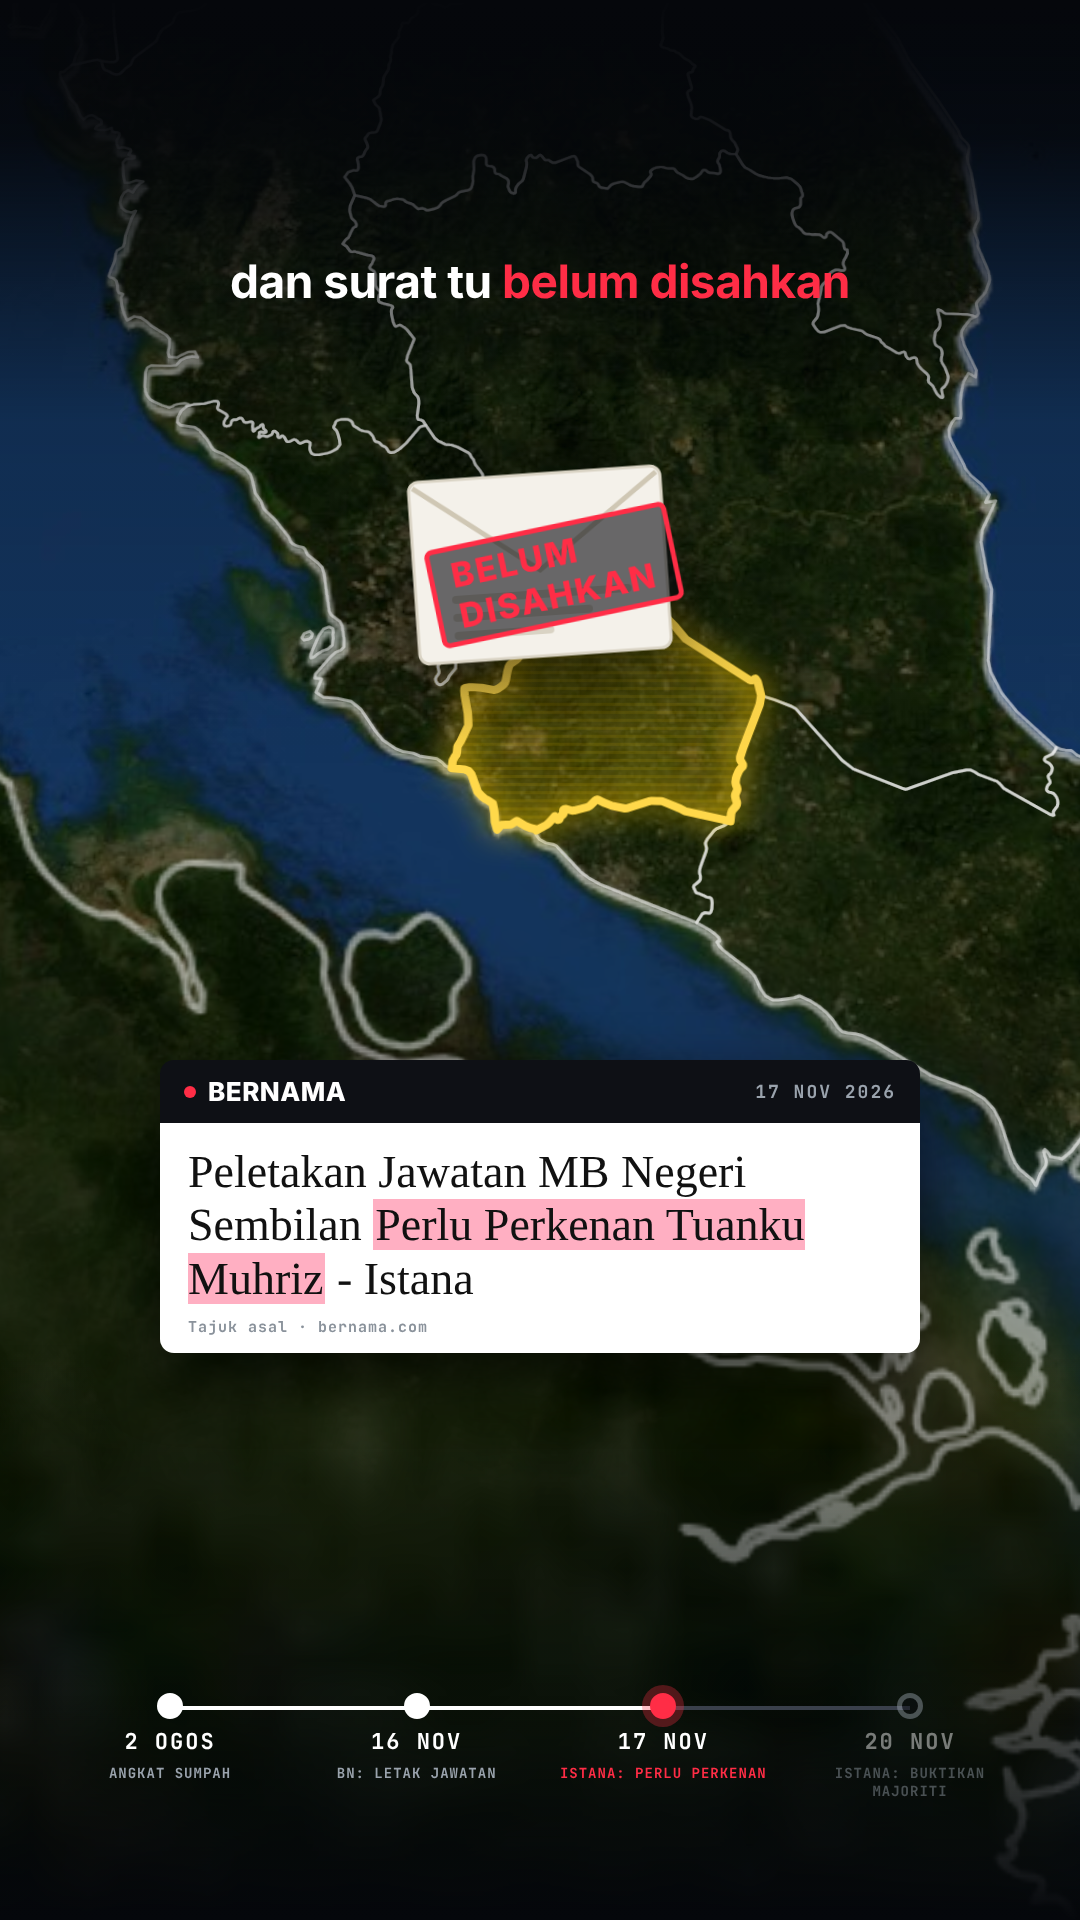 dan surat tu belum disahkan
BELUM
DISAHKAN
BERNAMA
17 NOV 2026
Peletakan Jawatan MB Negeri
Sembilan Perlu Perkenan Tuanku
Muhriz - Istana
Tajuk asal · bernama.com
2 OGOS
ANGKAT SUMPAH
16 NOV
BN: LETAK JAWATAN
17 NOV
ISTANA: PERLU PERKENAN
20 NOV
ISTANA: BUKTIKAN
MAJORITI